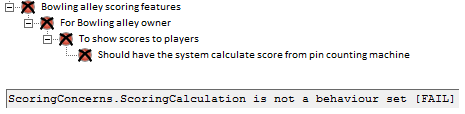 Bowling alley scoring features
For Bowling alley owner
To show scores to players
Should have the system calculate score from pin counting machine
ScoringConcerns.ScoringCalculation is not a behaviour set [FAIL]